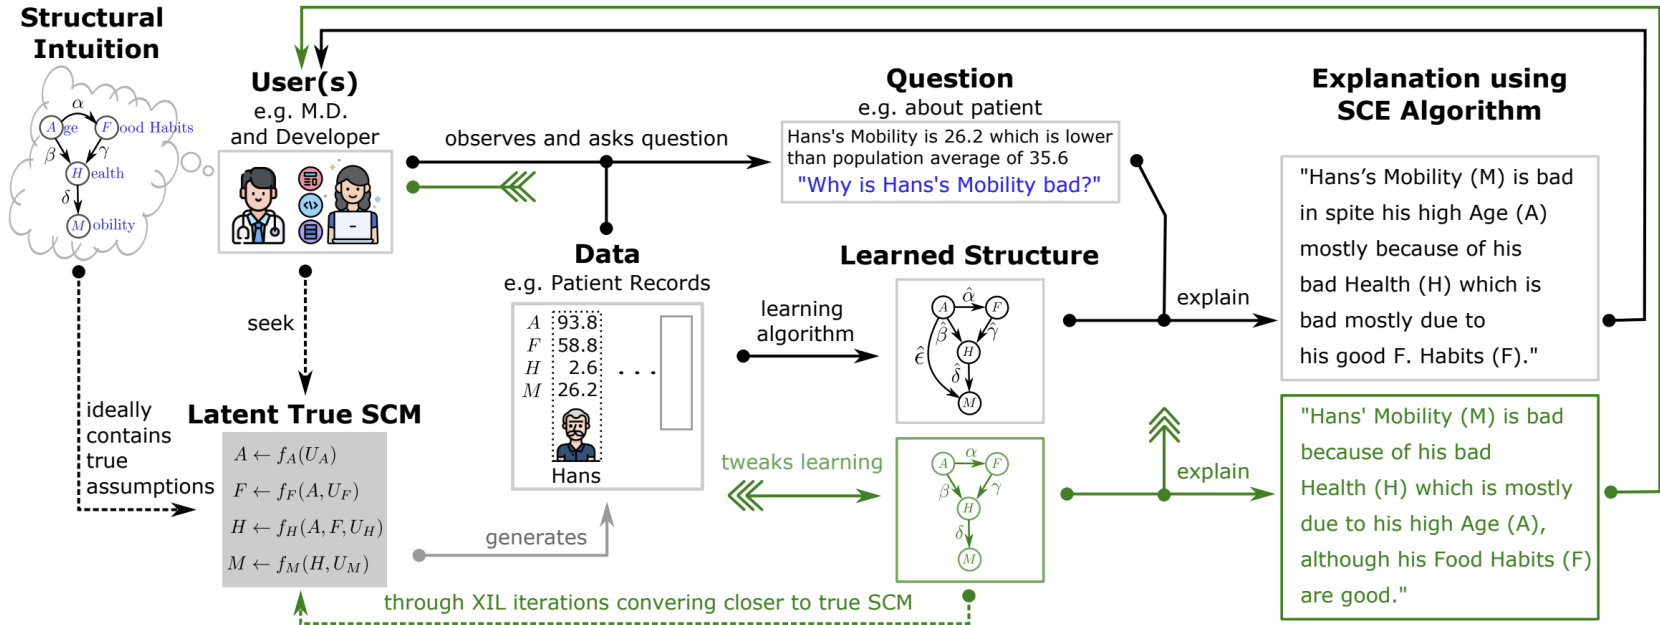 Structural
Intuition
α
Age
Food Habits
β
γ
Health
δ
Mobility
User(s)
e.g. M.D.
and Developer
observes and asks question
Question
e.g. about patient
Hans's Mobility is 26.2 which is lower
than population average of 35.6
"Why is Hans's Mobility bad?"
Explanation using
SCE Algorithm
"Hans’s Mobility (M) is bad
in spite his high Age (A)
mostly because of his
bad Health (H) which is
bad mostly due to
his good F. Habits (F)."
seek
ideally
contains
true
assumptions
Latent True SCM
A ← f_A(U_A)
F ← f_F(A, U_F)
H ← f_H(A, F, U_H)
M ← f_M(H, U_M)
generates
Data
e.g. Patient Records
A 93.8
F 58.8
H 2.6 ...
M 26.2
Hans
learning
algorithm
Learned Structure
A α̂ F
β̂ γ̂
ε̂ H
δ̂
M
explain
tweaks learning
A α F
β γ
H
δ
M
explain
"Hans' Mobility (M) is bad
because of his bad
Health (H) which is mostly
due to his high Age (A),
although his Food Habits (F)
are good."
through XIL iterations convering closer to true SCM